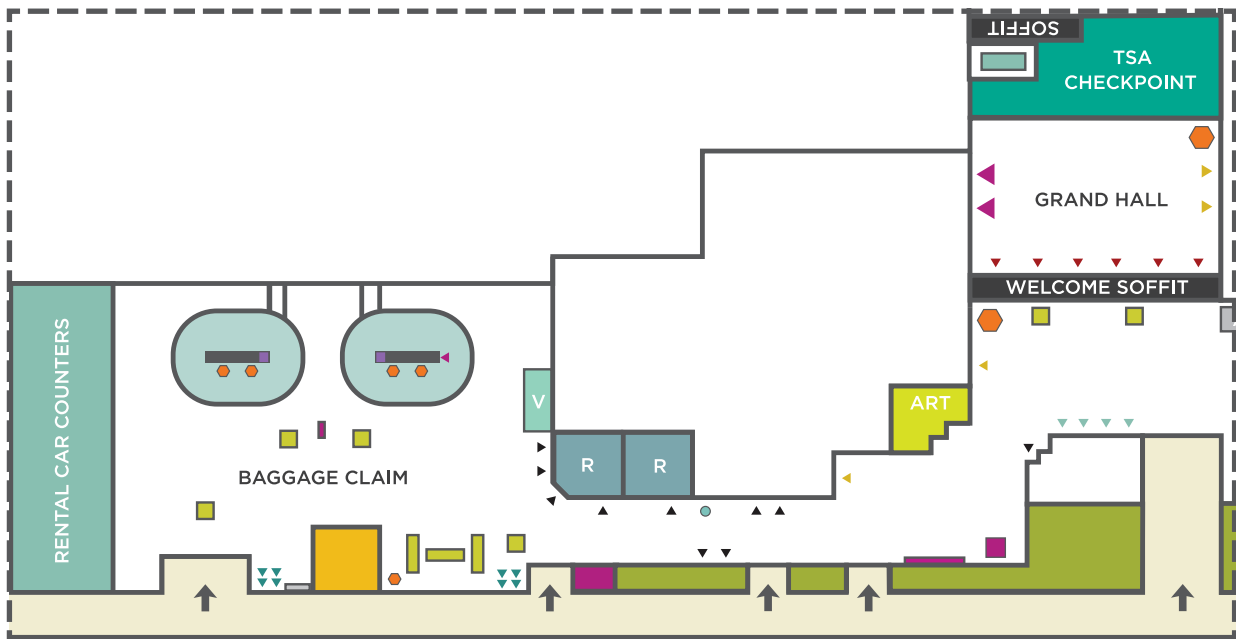 SOFFIT
TSA
CHECKPOINT
GRAND HALL
WELCOME SOFFIT
RENTAL CAR COUNTERS
V
ART
R
R
BAGGAGE CLAIM